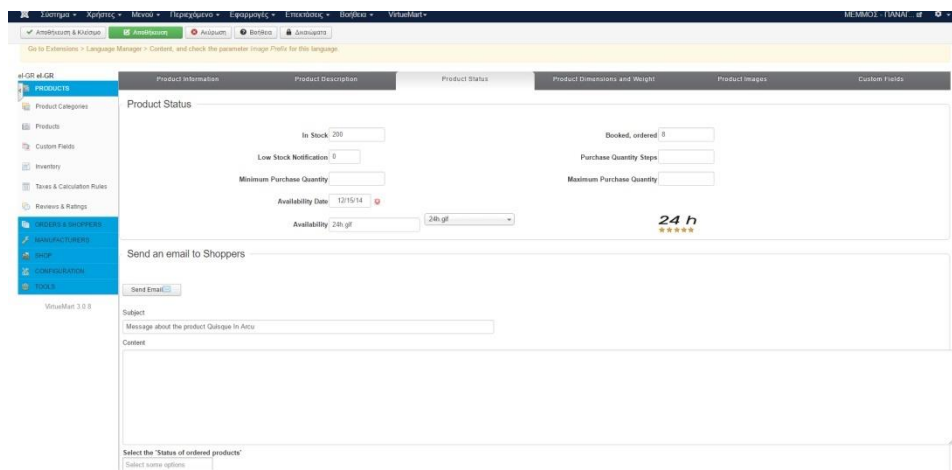 Σύστημα Χρήστες Μενού Περιεχόμενο Εφαρμογές Επεκτάσεις Βοήθεια VirtueMart ΜΕΜΜΟΣ - ΠΑΝΑΓ...
Αποθήκευση & Κλείσιμο Αποθήκευση Ακύρωση Βοήθεια Δικαιώματα
Go to Extensions > Language Manager > Content, and check the parameter Image Prefix for this language.
el-GR el-GR
PRODUCTS
Product Categories
Products
Custom Fields
Inventory
Taxes & Calculation Rules
Reviews & Ratings
ORDERS & SHOPPERS
MANUFACTURERS
SHOP
CONFIGURATION
TOOLS
VirtueMart 3.0.8
Product Information Product Description Product Status Product Dimensions and Weight Product Images Custom Fields
Product Status
In Stock 200 Booked, ordered 8
Low Stock Notification 0 Purchase Quantity Steps
Minimum Purchase Quantity Maximum Purchase Quantity
Availability Date 12/15/14
Availability 24h.gif 24h.gif 24 h
Send an email to Shoppers
Send Email
Subject
Message about the product Quisque In Arcu
Content
Select the 'Status of ordered products'
Select some options